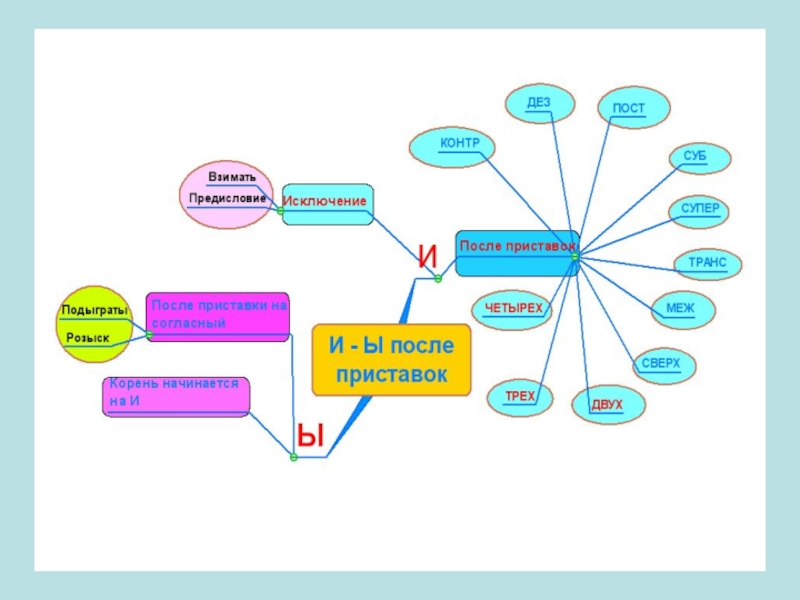 И - Ы после
приставок
И
После приставок
КОНТР
ДЕЗ
ПОСТ
СУБ
СУПЕР
ТРАНС
МЕЖ
СВЕРХ
ДВУХ
ТРЕХ
ЧЕТЫРЕХ
Исключение
Взимать
Предисловие
Ы
После приставки на
согласный
Подыграты
Розыск
Корень начинается
на И